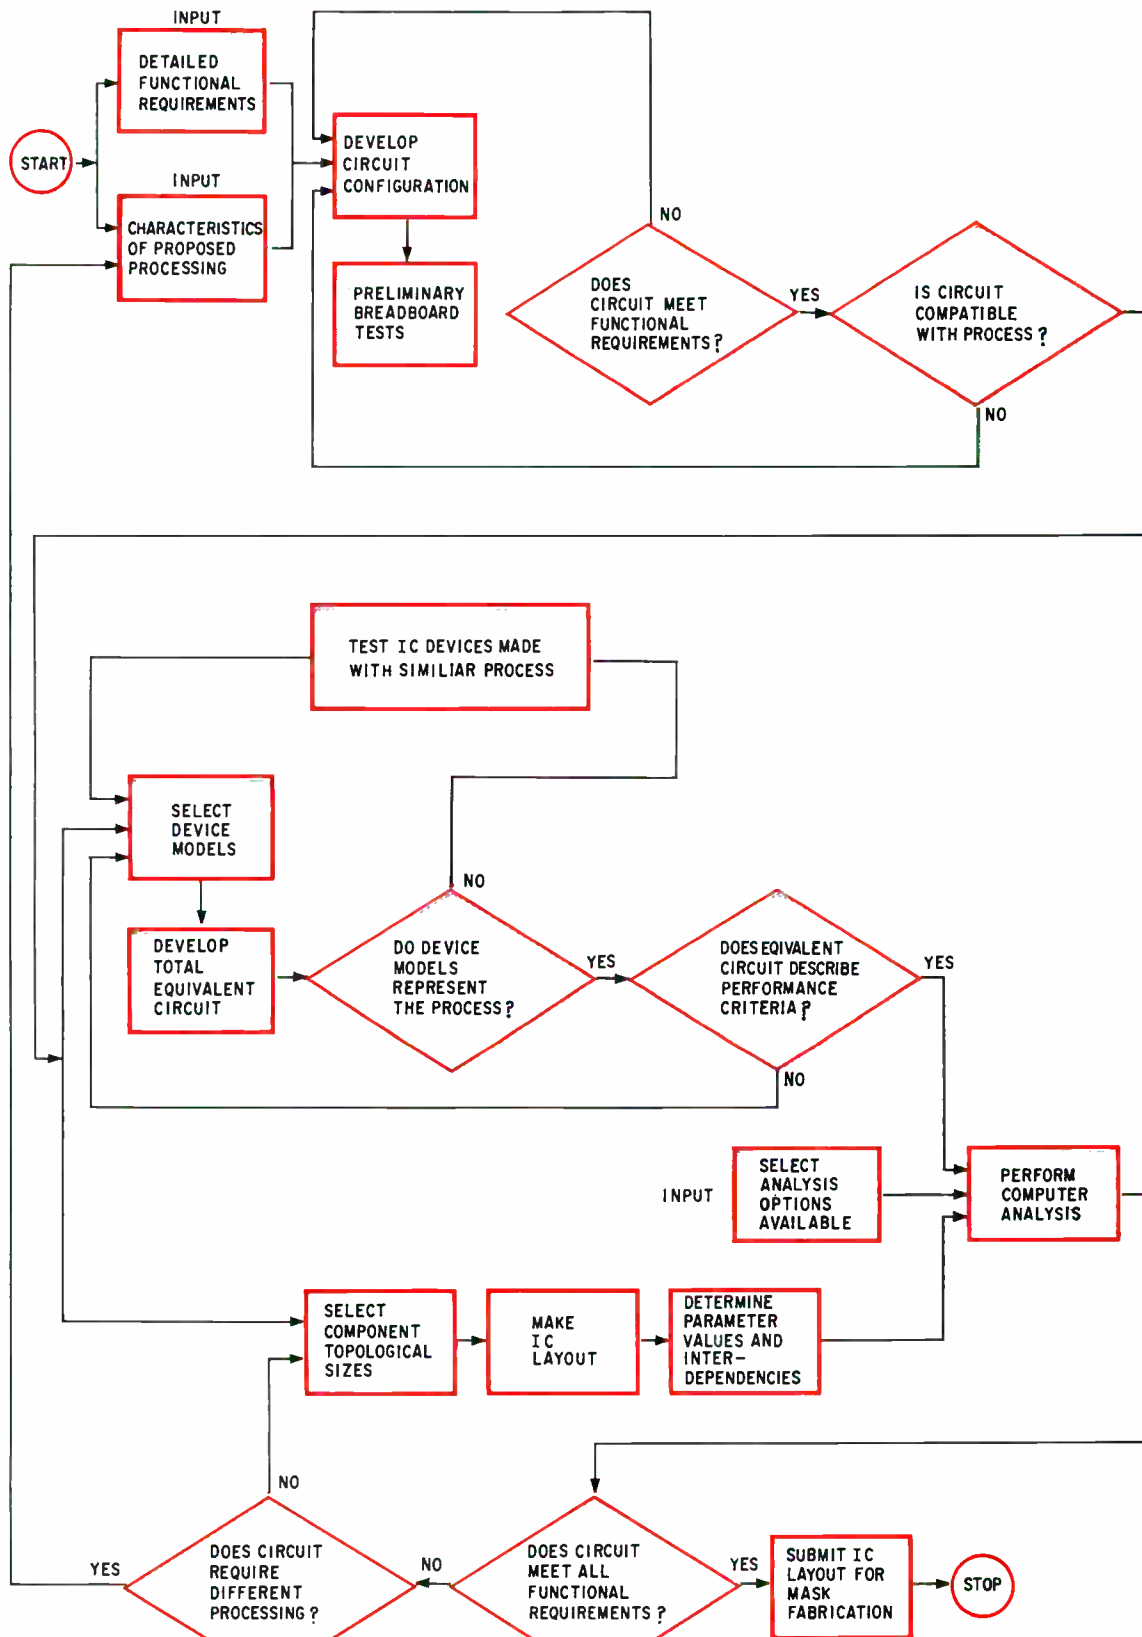 INPUT
DETAILED
FUNCTIONAL
REQUIREMENTS
START
INPUT
CHARACTERISTICS
OF PROPOSED
PROCESSING
DEVELOP
CIRCUIT
CONFIGURATION
PRELIMINARY
BREADBOARD
TESTS
NO
DOES
CIRCUIT MEET
FUNCTIONAL
REQUIREMENTS?
YES
IS CIRCUIT
COMPATIBLE
WITH PROCESS?
NO
TEST IC DEVICES MADE
WITH SIMILIAR PROCESS
SELECT
DEVICE
MODELS
DEVELOP
TOTAL
EQUIVALENT
CIRCUIT
NO
DO DEVICE
MODELS
REPRESENT
THE PROCESS?
YES
DOES EQIVALENT
CIRCUIT DESCRIBE
PERFORMANCE
CRITERIA?
YES
NO
INPUT
SELECT
ANALYSIS
OPTIONS
AVAILABLE
PERFORM
COMPUTER
ANALYSIS
SELECT
COMPONENT
TOPOLOGICAL
SIZES
MAKE
IC
LAYOUT
DETERMINE
PARAMETER
VALUES AND
INTER-
DEPENDENCIES
NO
YES
DOES CIRCUIT
REQUIRE
DIFFERENT
PROCESSING?
NO
DOES CIRCUIT
MEET ALL
FUNCTIONAL
REQUIREMENTS?
YES
SUBMIT IC
LAYOUT FOR
MASK
FABRICATION
STOP